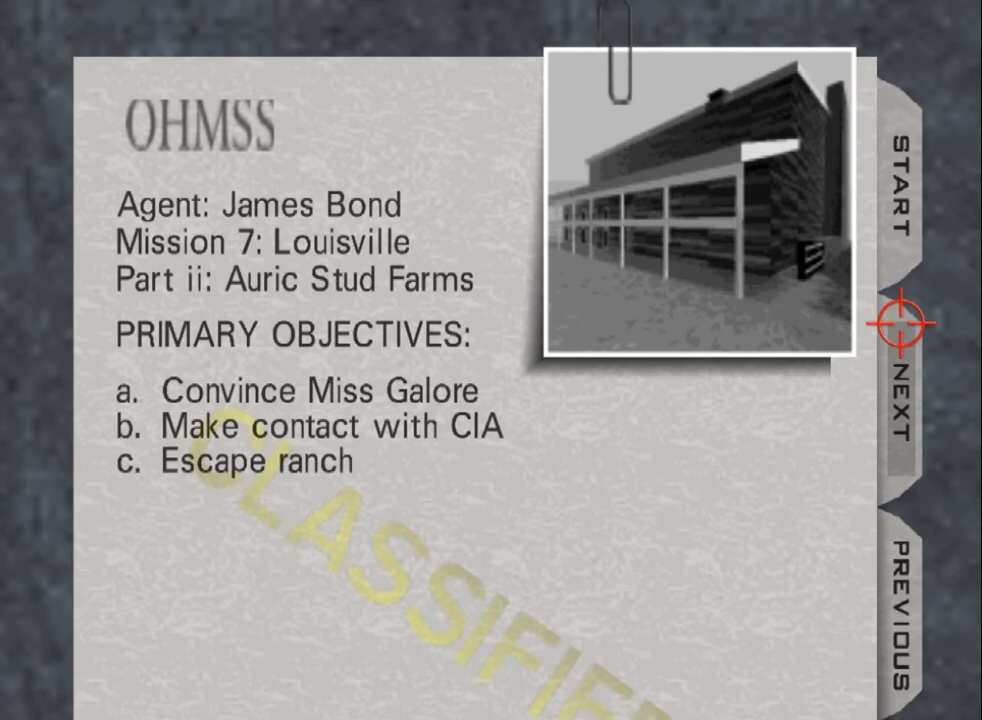 OHMSS
Agent: James Bond
Mission 7: Louisville
Part ii: Auric Stud Farms
PRIMARY OBJECTIVES:
a. Convince Miss Galore
b. Make contact with CIA
c. Escape ranch
CLASSIFIE
START
NEXT
PREVIOUS